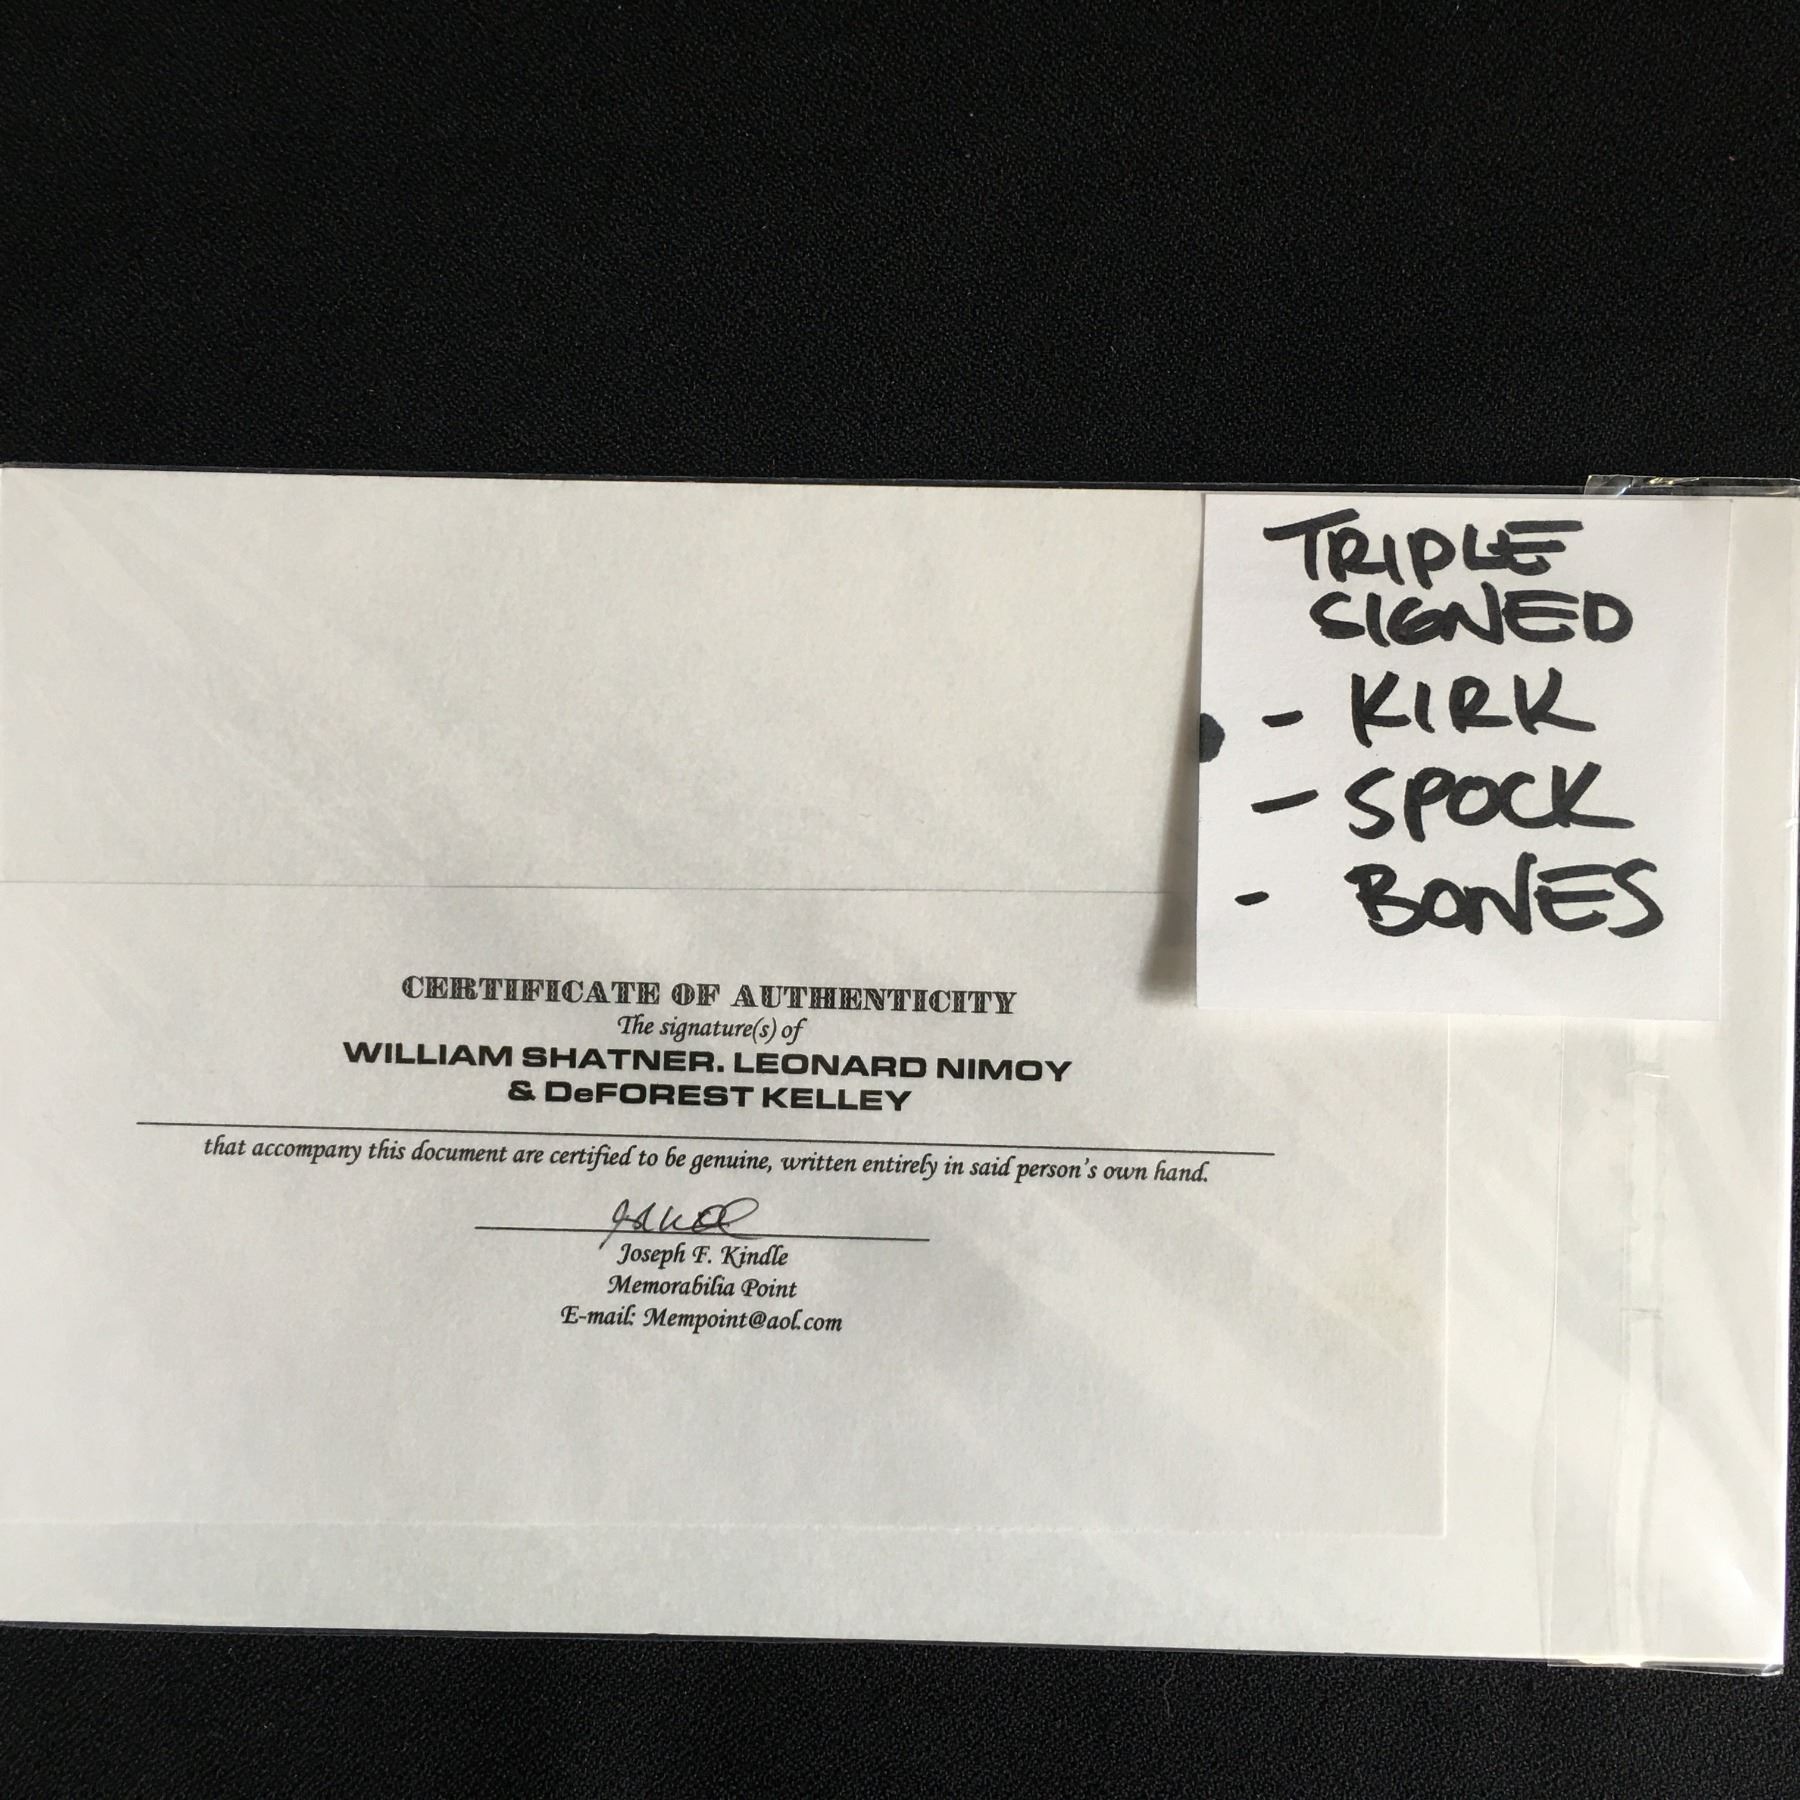 TRIPLE
SIGNED
- KIRK
- SPOCK
- BONES
CERTIFICATE OF AUTHENTICITY
The signature(s) of
WILLIAM SHATNER. LEONARD NIMOY
& DeFOREST KELLEY
that accompany this document are certified to be genuine, written entirely in said person's own hand.
Joseph F. Kindle
Memorabilia Point
E-mail: Mempoint@aol.com